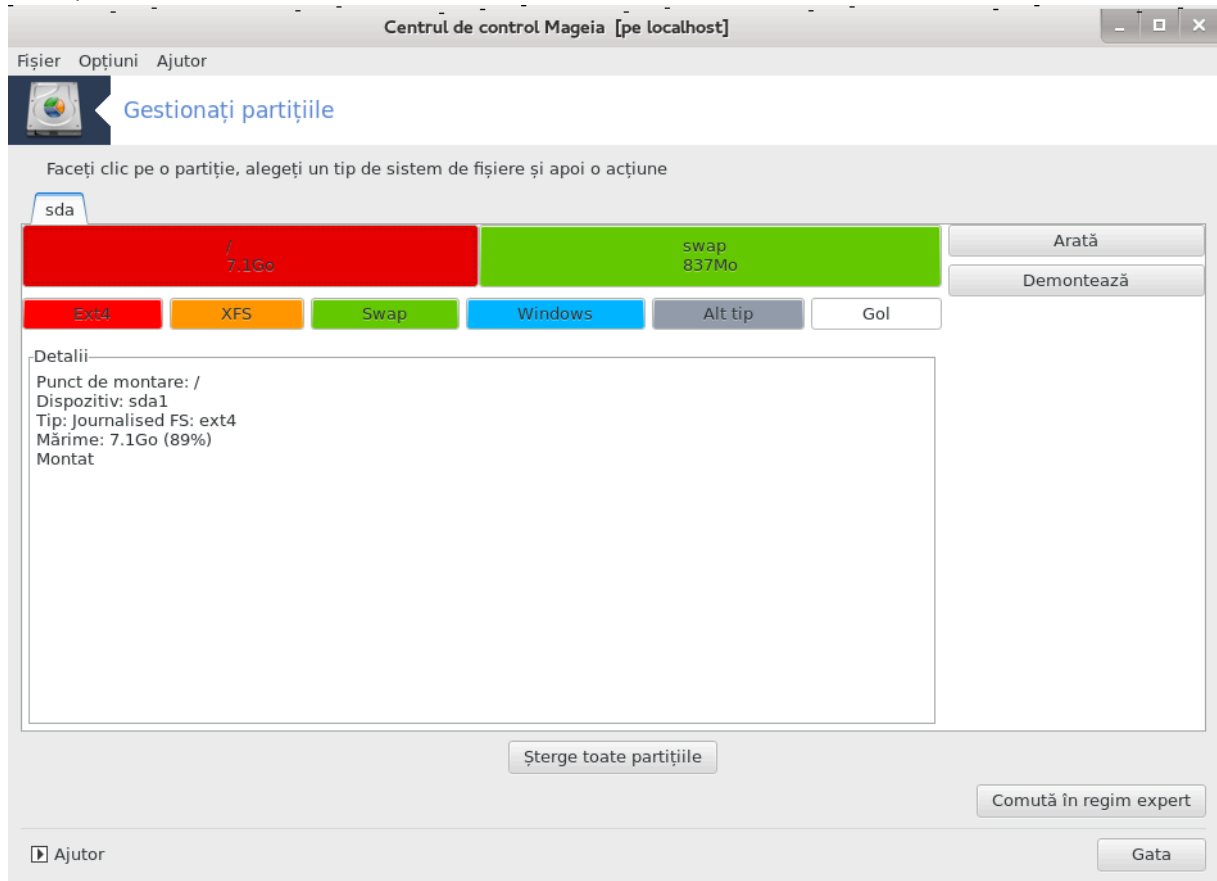 Centrul de control Mageia [pe localhost]
Fișier Opțiuni Ajutor
Gestionați partițiile
Faceți clic pe o partiție, alegeți un tip de sistem de fișiere și apoi o acțiune
sda
/
7.1Go
swap
837Mo
Arată
Demontează
Ext4 XFS Swap Windows Alt tip Gol
Detalii
Punct de montare: /
Dispozitiv: sda1
Tip: Journalised FS: ext4
Mărime: 7.1Go (89%)
Montat
Șterge toate partițiile
Comută în regim expert
Ajutor
Gata